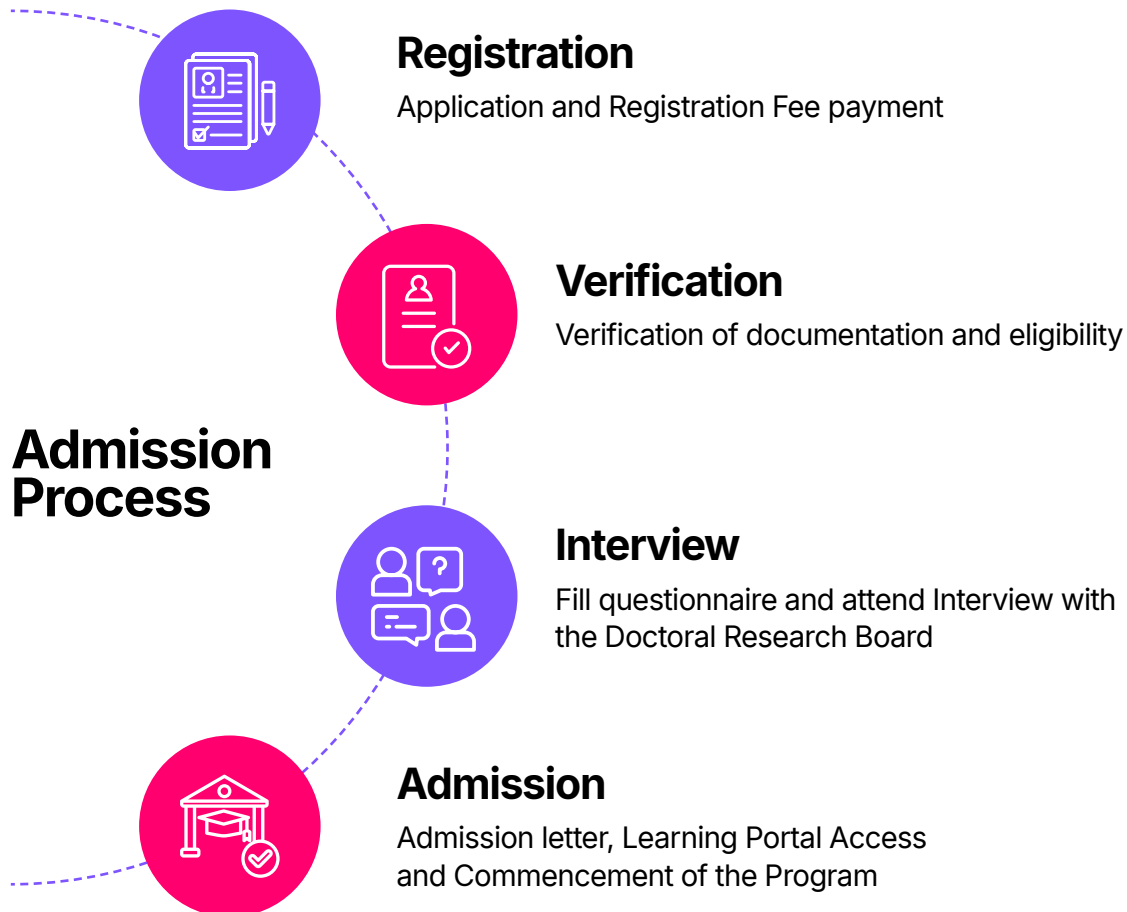 Registration
Application and Registration Fee payment
Verification
Verification of documentation and eligibility
Admission
Process
Interview
Fill questionnaire and attend Interview with
the Doctoral Research Board
Admission
Admission letter, Learning Portal Access
and Commencement of the Program